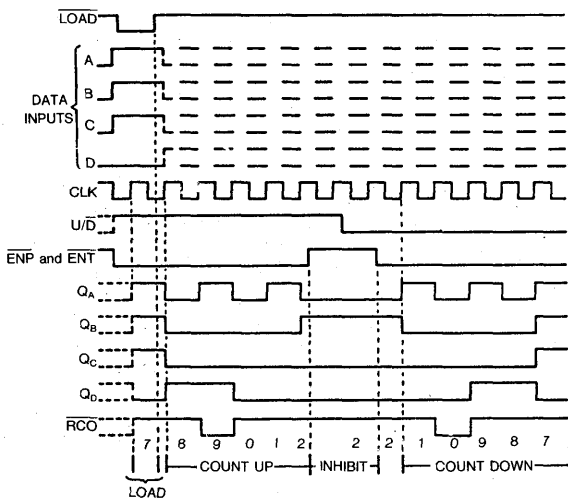 LOAD
A
B
DATA INPUTS
C
D
CLK
U/D
ENP and ENT
QA
QB
QC
QD
RCO
7 8 9 0 1 2 2 2 1 0 9 8 7
COUNT UP INHIBIT COUNT DOWN
LOAD